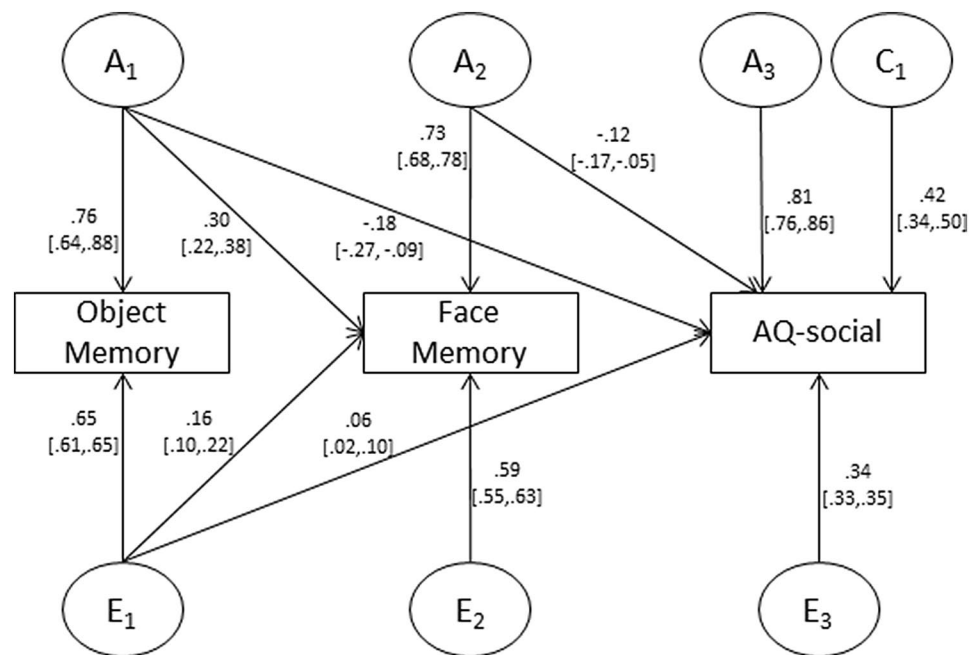 A₁
A₂
A₃
C₁
.73
[.68,.78]
-.12
[-.17,-.05]
.81
[.76,.86]
.42
[.34,.50]
.76
[.64,.88]
.30
[.22,.38]
-.18
[-.27, -.09]
Object
Memory
Face
Memory
AQ-social
.65
[.61,.65]
.16
[.10,.22]
.06
[.02,.10]
.59
[.55,.63]
.34
[.33,.35]
E₁
E₂
E₃